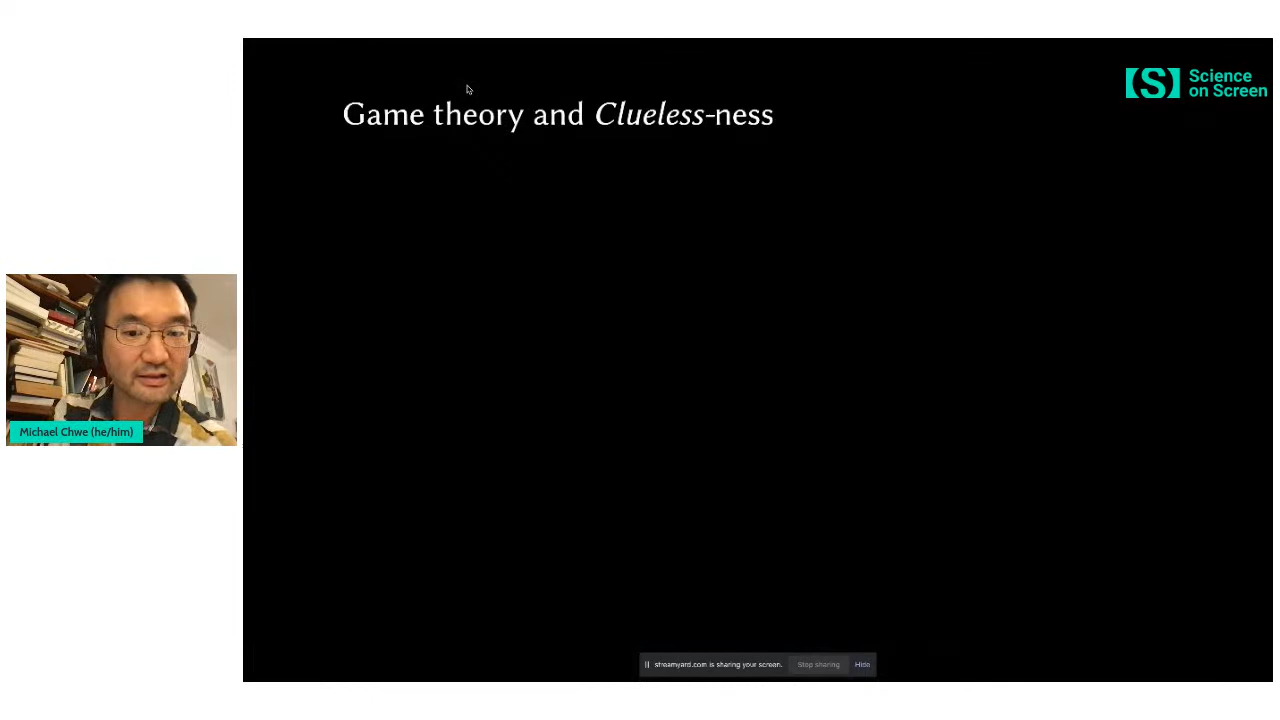 Game theory and Clueless-ness
(S) Science
on Screen
Michael Chwe (he/him)
streamyard.com is sharing your screen. Stop sharing Hide